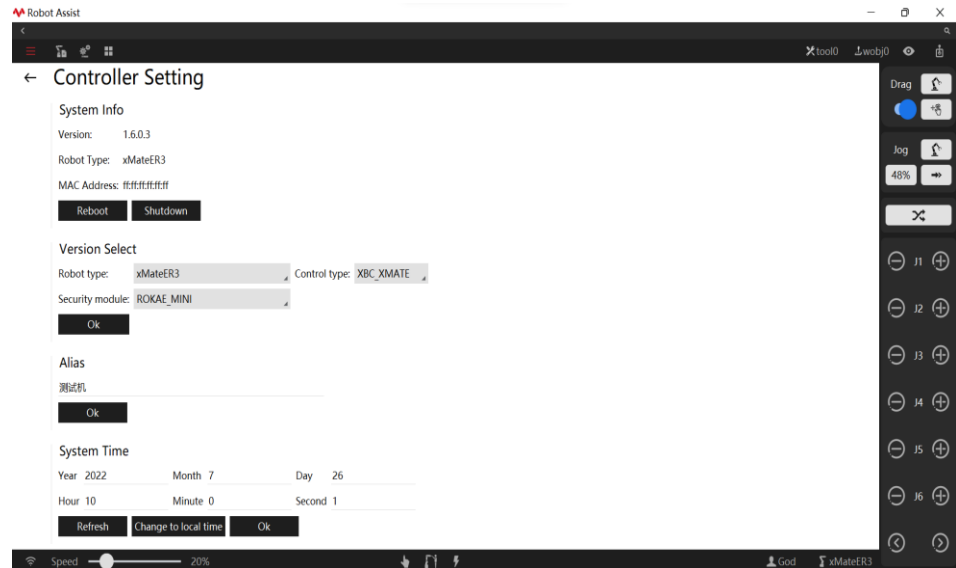 Robot Assist
tool0 wobj0
Controller Setting
System Info
Version: 1.6.0.3
Robot Type: xMateER3
MAC Address: ff:ff:ff:ff:ff:ff
Reboot Shutdown
Version Select
Robot type: xMateER3 Control type: XBC_XMATE
Security module: ROKAE_MINI
Ok
Alias
测试机
Ok
System Time
Year 2022 Month 7 Day 26
Hour 10 Minute 0 Second 1
Refresh Change to local time Ok
Drag
Jog
48%
J1
J2
J3
J4
J5
J6
Speed 20% God xMateER3